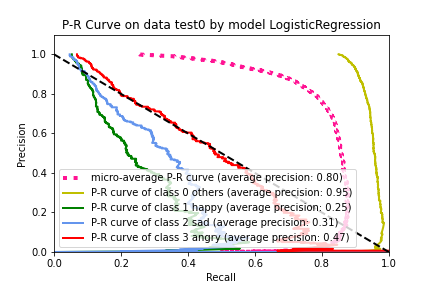 P-R Curve on data test0 by model LogisticRegression
Precision
1.0
0.8
0.6
0.4
0.2
0.0
micro-average P-R curve (average precision: 0.80)
P-R curve of class 0 others (average precision: 0.95)
P-R curve of class 1 happy (average precision: 0.25)
P-R curve of class 2 sad (average precision: 0.31)
P-R curve of class 3 angry (average precision: 0.47)
0.0 0.2 0.4 0.6 0.8 1.0
Recall